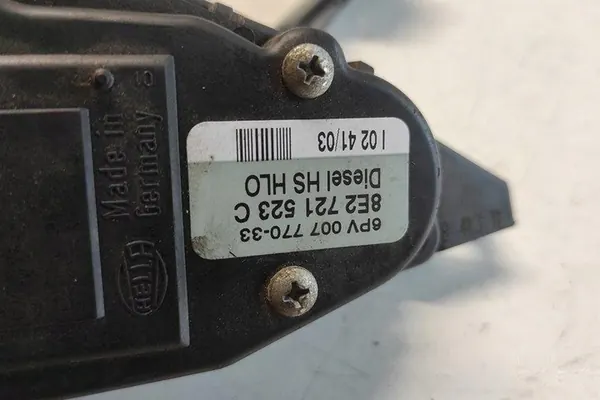 6PV 007 770-33
8E2 721 523 C
Diesel HS HLO
I 02 41/03
Made in
Germany
HELLA